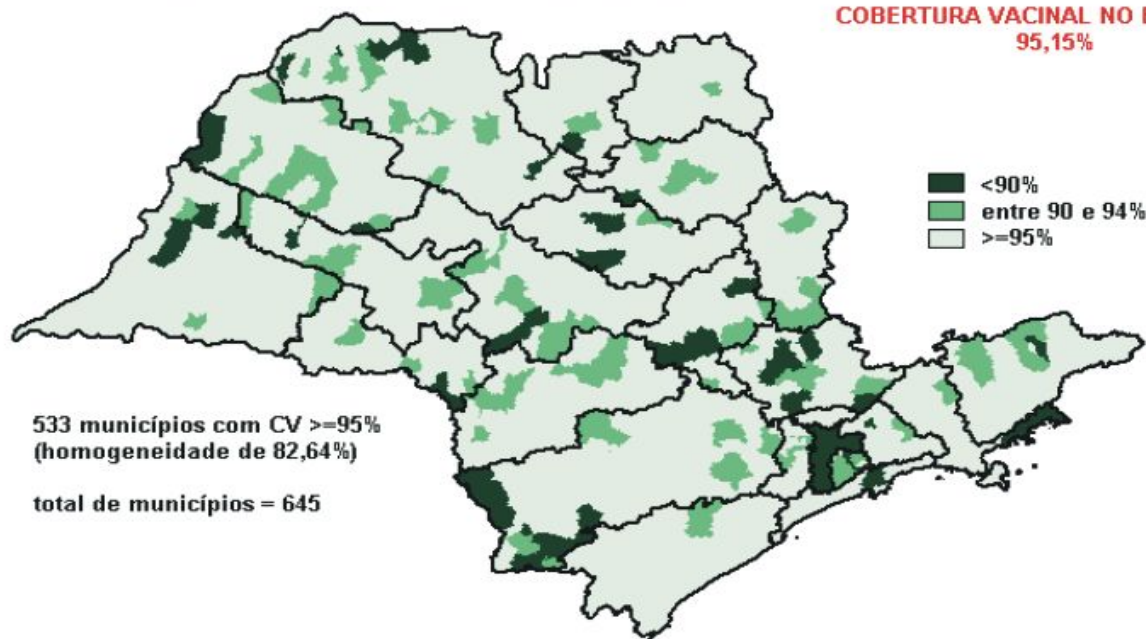 COBERTURA VACINAL NO
95,15%
<90%
entre 90 e 94%
>=95%
533 municípios com CV >=95%
(homogeneidade de 82,64%)
total de municípios = 645